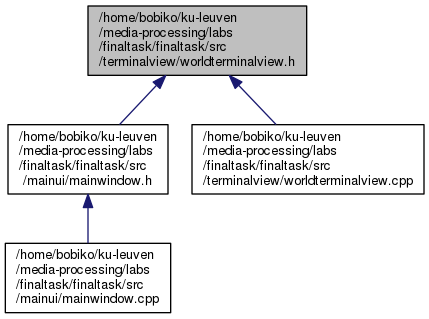 /home/bobiko/ku-leuven
/media-processing/labs
/finaltask/finaltask/src
/terminalview/worldterminalview.h
/home/bobiko/ku-leuven
/media-processing/labs
/finaltask/finaltask/src
/mainui/mainwindow.h
/home/bobiko/ku-leuven
/media-processing/labs
/finaltask/finaltask/src
/terminalview/worldterminalview.cpp
/home/bobiko/ku-leuven
/media-processing/labs
/finaltask/finaltask/src
/mainui/mainwindow.cpp